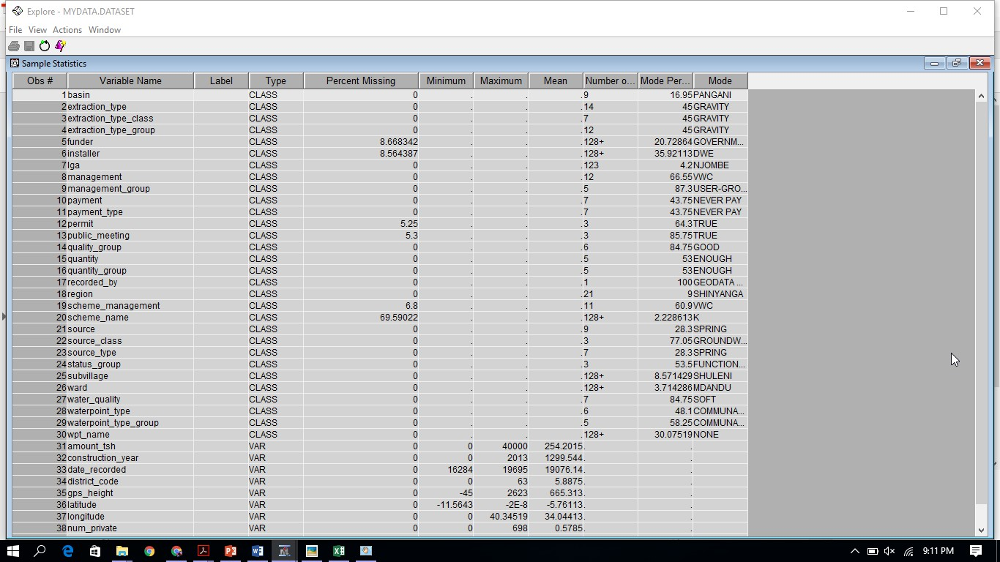 Explore - MYDATA.DATASET
File View Actions Window
Sample Statistics
Obs # Variable Name Label Type Percent Missing Minimum Maximum Mean Number o... Mode Per... Mode
1 basin CLASS 0 . . . 9 16.95 PANGANI
2 extraction_type CLASS 0 . . . 14 45 GRAVITY
3 extraction_type_class CLASS 0 . . . 7 45 GRAVITY
4 extraction_type_group CLASS 0 . . . 12 45 GRAVITY
5 funder CLASS 8.668342 . . . 128+ 20.72864 GOVERNM...
6 installer CLASS 8.564387 . . . 128+ 35.92113 DWE
7 lga CLASS 0 . . . 123 4.2 NJOMBE
8 management CLASS 0 . . . 12 66.55 VWC
9 management_group CLASS 0 . . . 5 87.3 USER-GRO...
10 payment CLASS 0 . . . 7 43.75 NEVER PAY
11 payment_type CLASS 0 . . . 7 43.75 NEVER PAY
12 permit CLASS 5.25 . . . 3 64.3 TRUE
13 public_meeting CLASS 5.3 . . . 3 85.75 TRUE
14 quality_group CLASS 0 . . . 6 84.75 GOOD
15 quantity CLASS 0 . . . 5 53 ENOUGH
16 quantity_group CLASS 0 . . . 5 53 ENOUGH
17 recorded_by CLASS 0 . . . 1 100 GEODATA ...
18 region CLASS 0 . . . 21 9 SHINYANGA
19 scheme_management CLASS 6.8 . . . 11 60.9 VWC
20 scheme_name CLASS 69.59022 . . . 128+ 2.228613 K
21 source CLASS 0 . . . 9 28.3 SPRING
22 source_class CLASS 0 . . . 3 77.05 GROUNDW...
23 source_type CLASS 0 . . . 7 28.3 SPRING
24 status_group CLASS 0 . . . 3 53.5 FUNCTION...
25 subvillage CLASS 0 . . . 128+ 8.571429 SHULENI
26 ward CLASS 0 . . . 128+ 3.714286 MDANDU
27 water_quality CLASS 0 . . . 7 84.75 SOFT
28 waterpoint_type CLASS 0 . . . 6 48.1 COMMUNA...
29 waterpoint_type_group CLASS 0 . . . 5 58.25 COMMUNA...
30 wpt_name CLASS 0 . . . 128+ 30.07519 NONE
31 amount_tsh VAR 0 0 40000 254.2015 . .
32 construction_year VAR 0 0 2013 1299.544 . .
33 date_recorded VAR 0 16284 19695 19076.14 . .
34 district_code VAR 0 0 63 5.8875 . .
35 gps_height VAR 0 -45 2623 665.313 . .
36 latitude VAR 0 -11.5643 -2E-8 -5.76113 . .
37 longitude VAR 0 0 40.34519 34.04413 . .
38 num_private VAR 0 0 698 0.5785 . .
9:11 PM